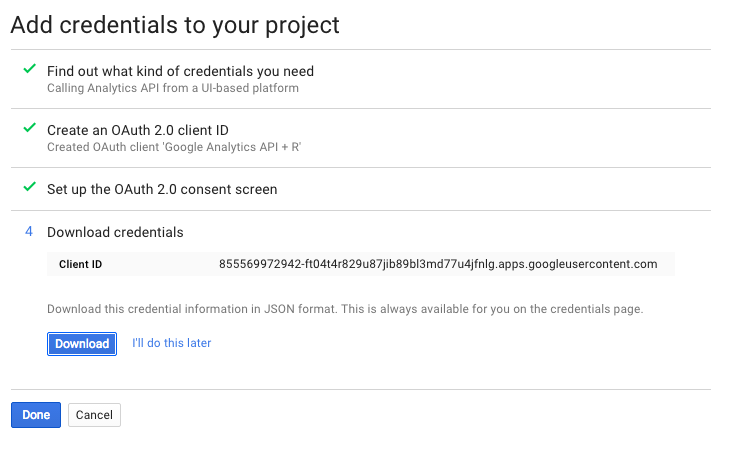 Add credentials to your project
Find out what kind of credentials you need
Calling Analytics API from a UI-based platform
Create an OAuth 2.0 client ID
Created OAuth client 'Google Analytics API + R'
Set up the OAuth 2.0 consent screen
4 Download credentials
Client ID 855569972942-ft04t4r829u87jib89bl3md77u4jfnlg.apps.googleusercontent.com
Download this credential information in JSON format. This is always available for you on the credentials page.
Download I'll do this later
Done Cancel